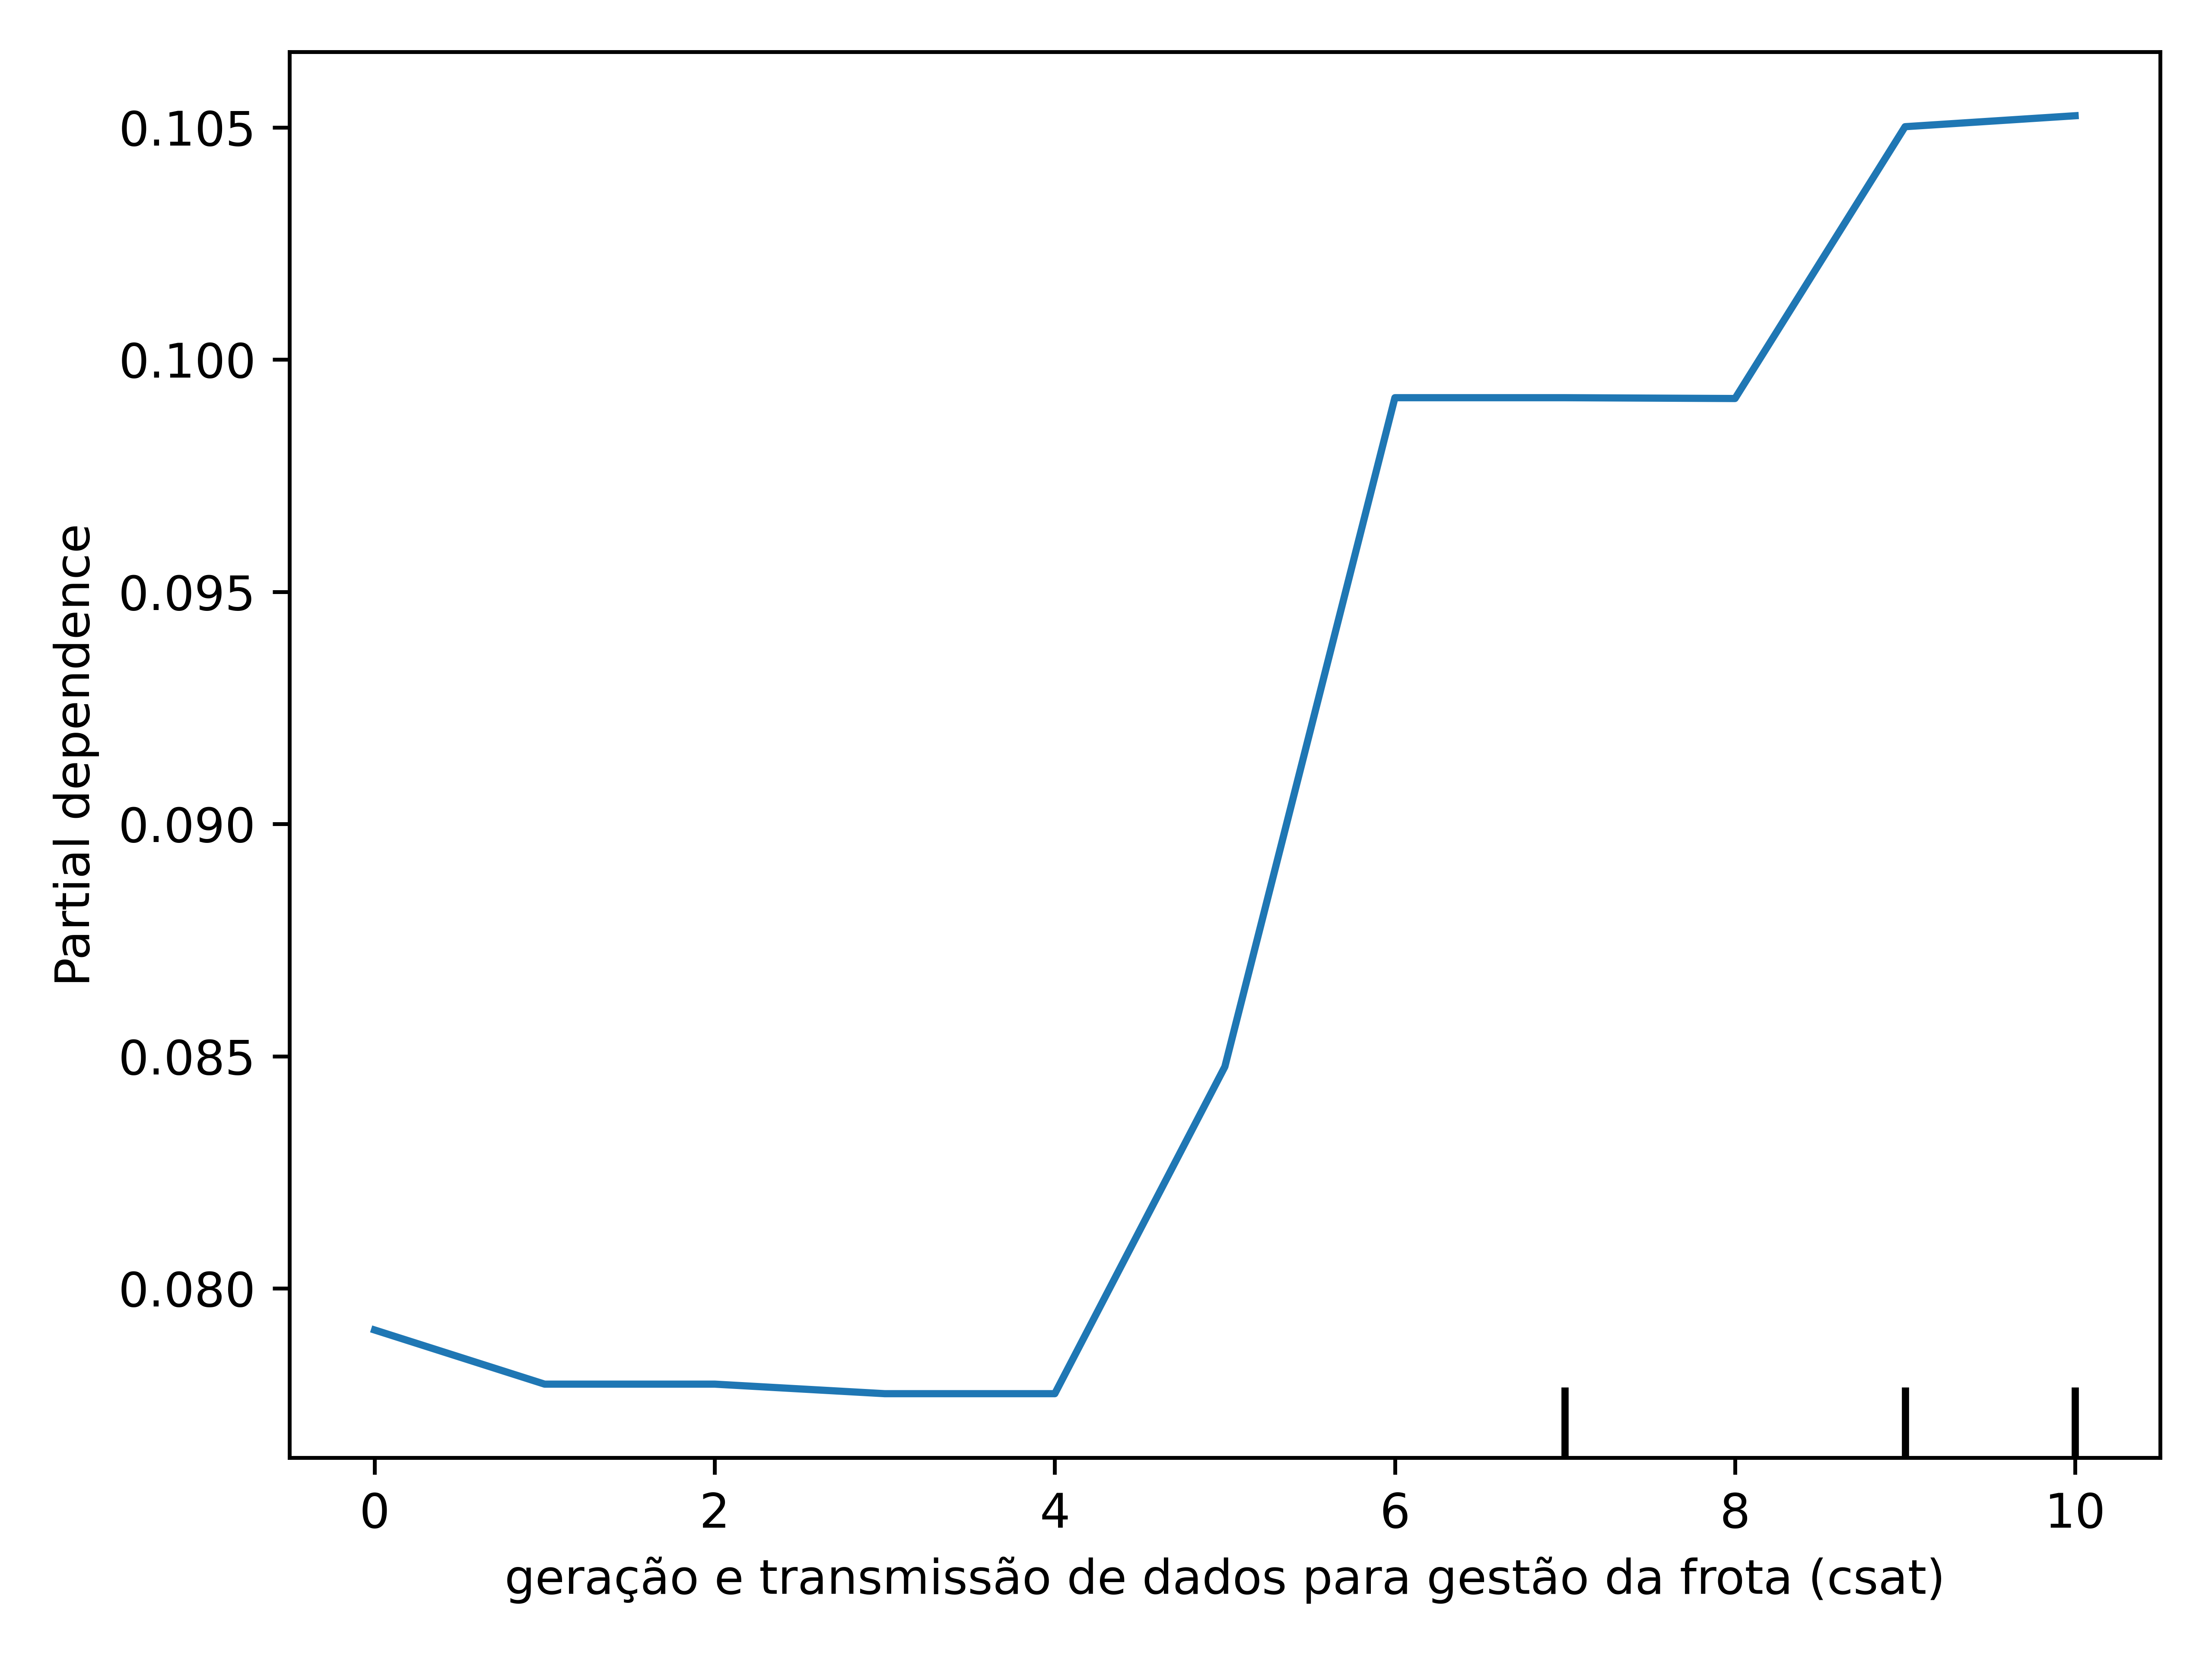 0.105
0.100
0.095
0.090
0.085
0.080
Partial dependence
0 2 4 6 8 10
geração e transmissão de dados para gestão da frota (csat)